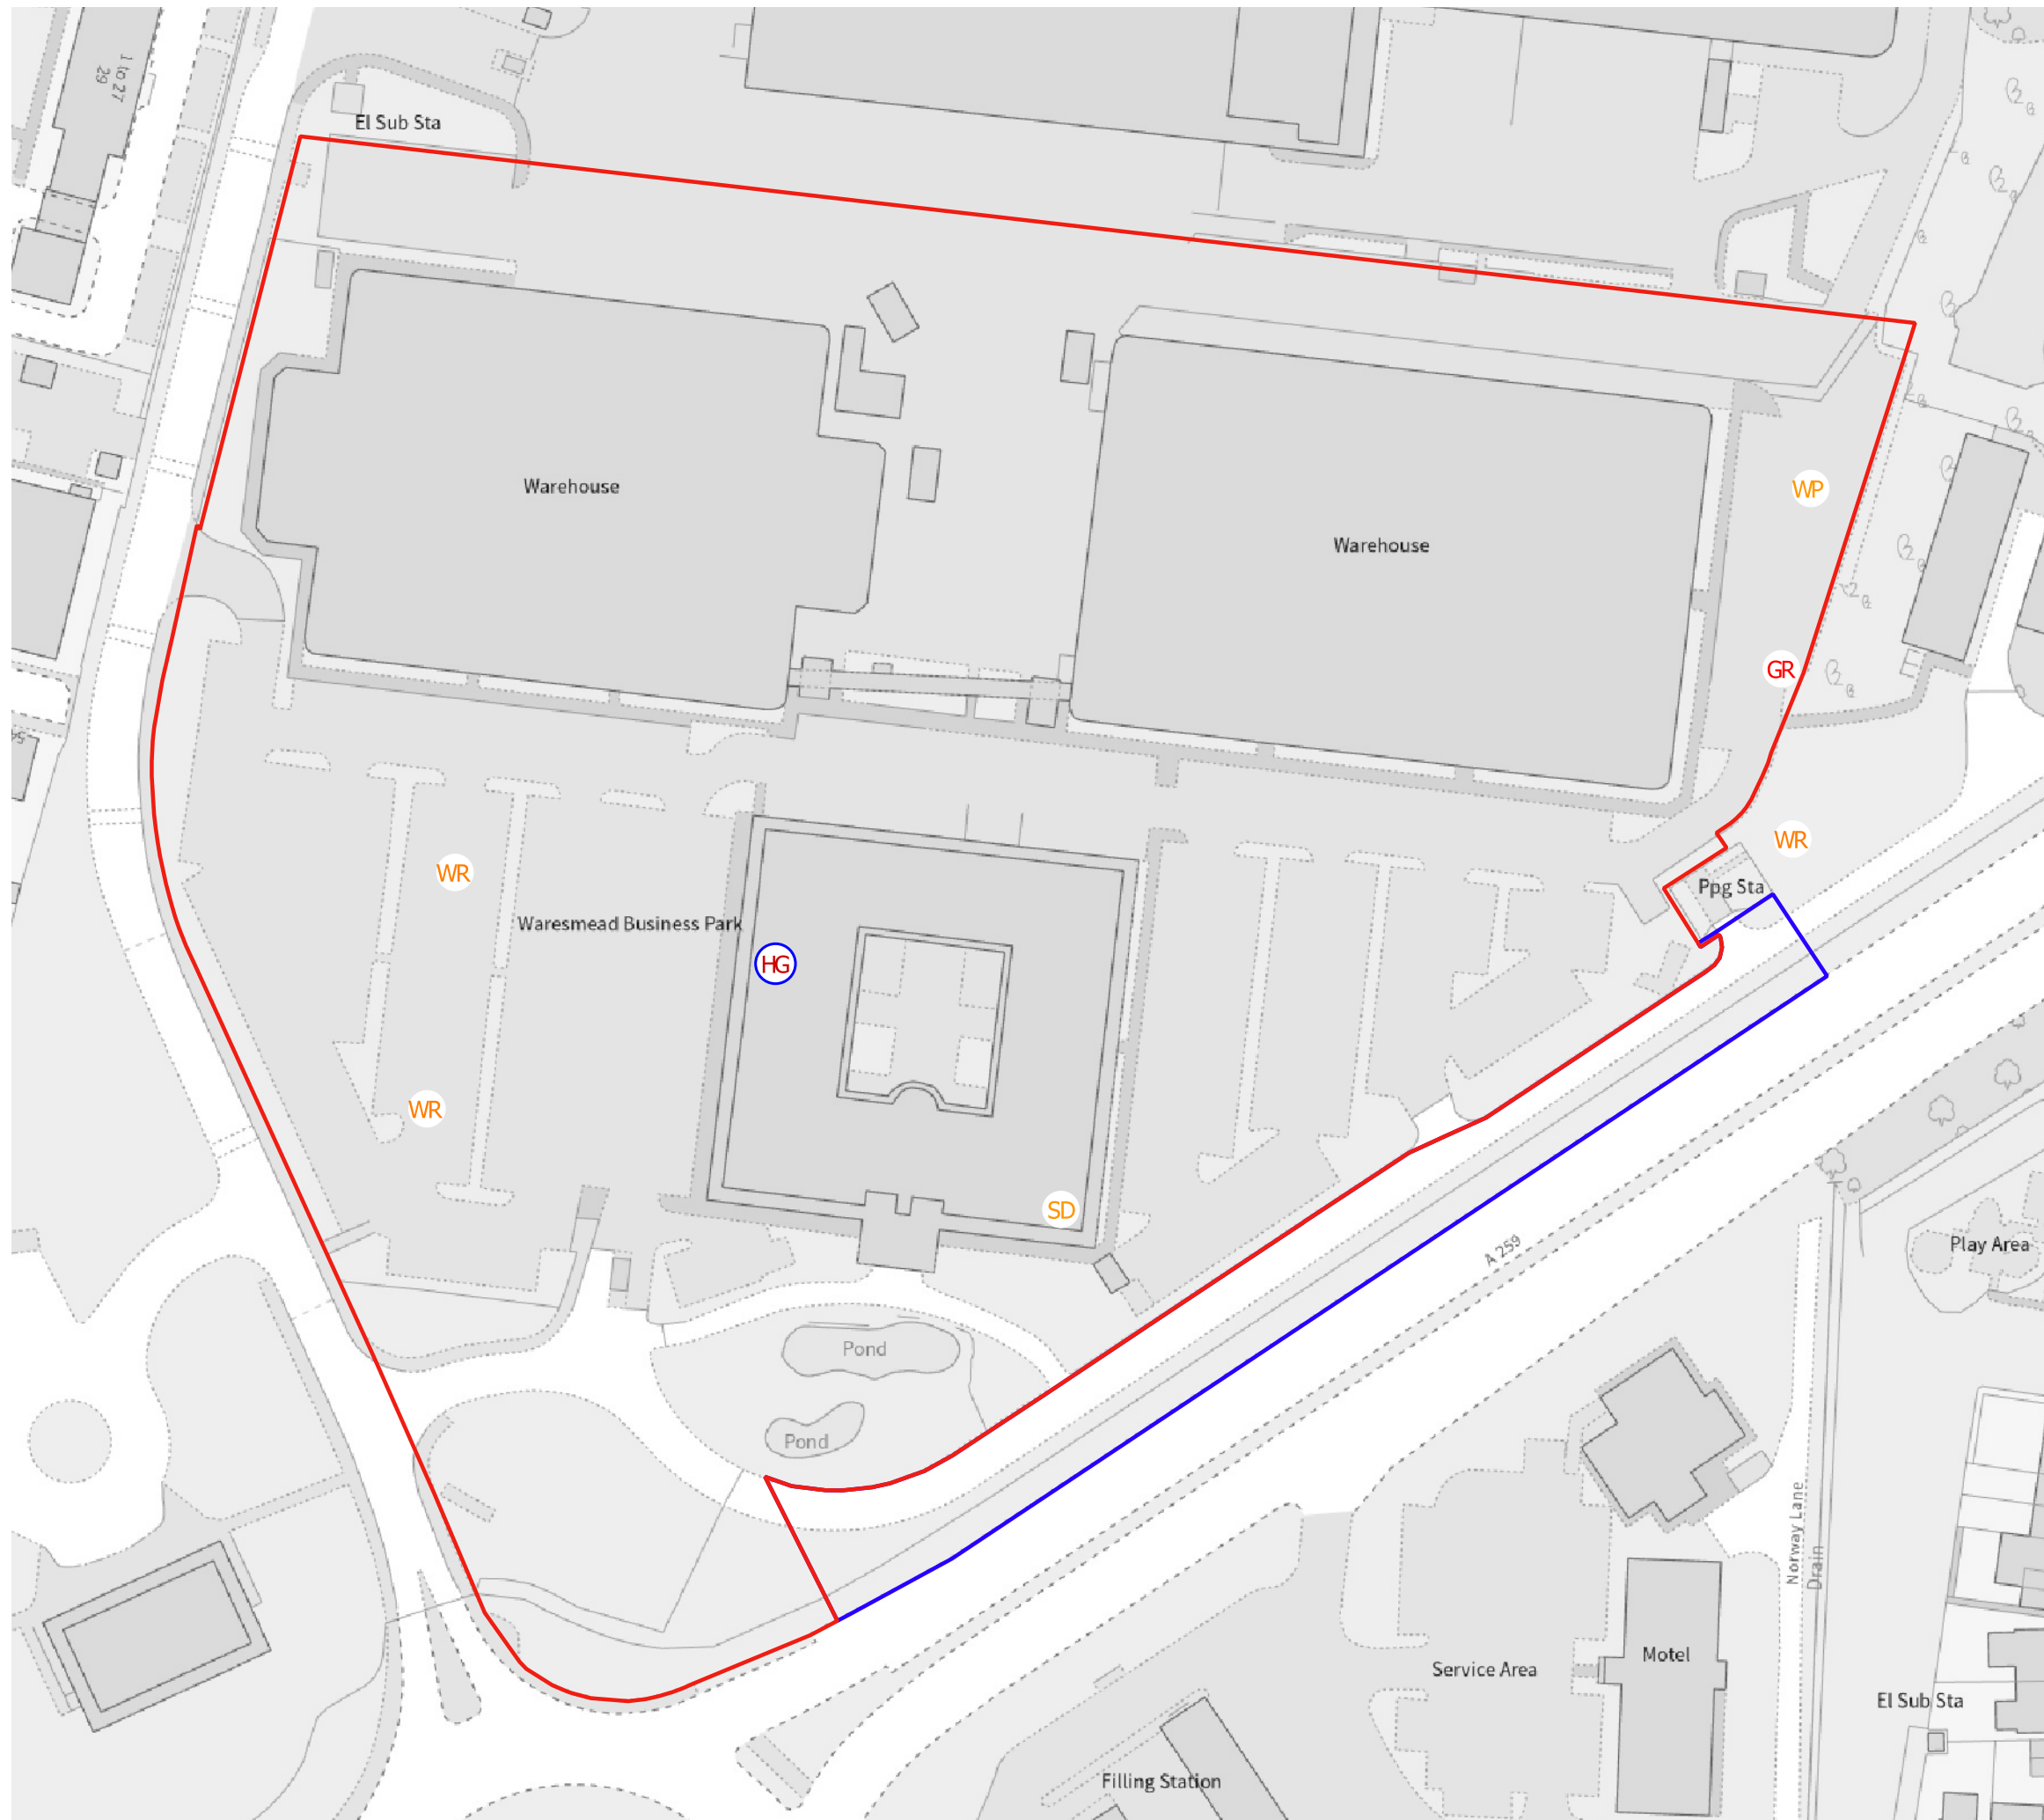 1 to 27
29
El Sub Sta
Warehouse
WP
Warehouse
GR
WR
WR
Ppg Sta
Waresmead Business Park
HG
WR
SD
A 259
Play Area
Pond
Pond
Norway Lane
Drain
Motel
Service Area
El Sub Sta
Filling Station